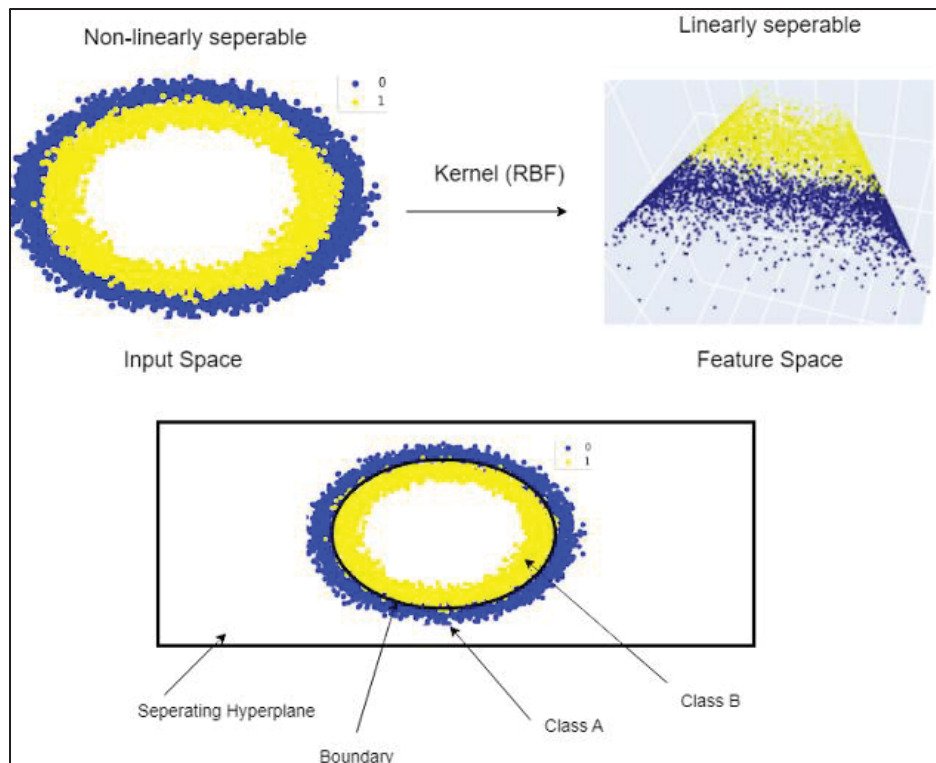 Non-linearly seperable
Linearly seperable
0
1
Kernel (RBF)
Input Space
Feature Space
0
1
Seperating Hyperplane
Boundary
Class A
Class B